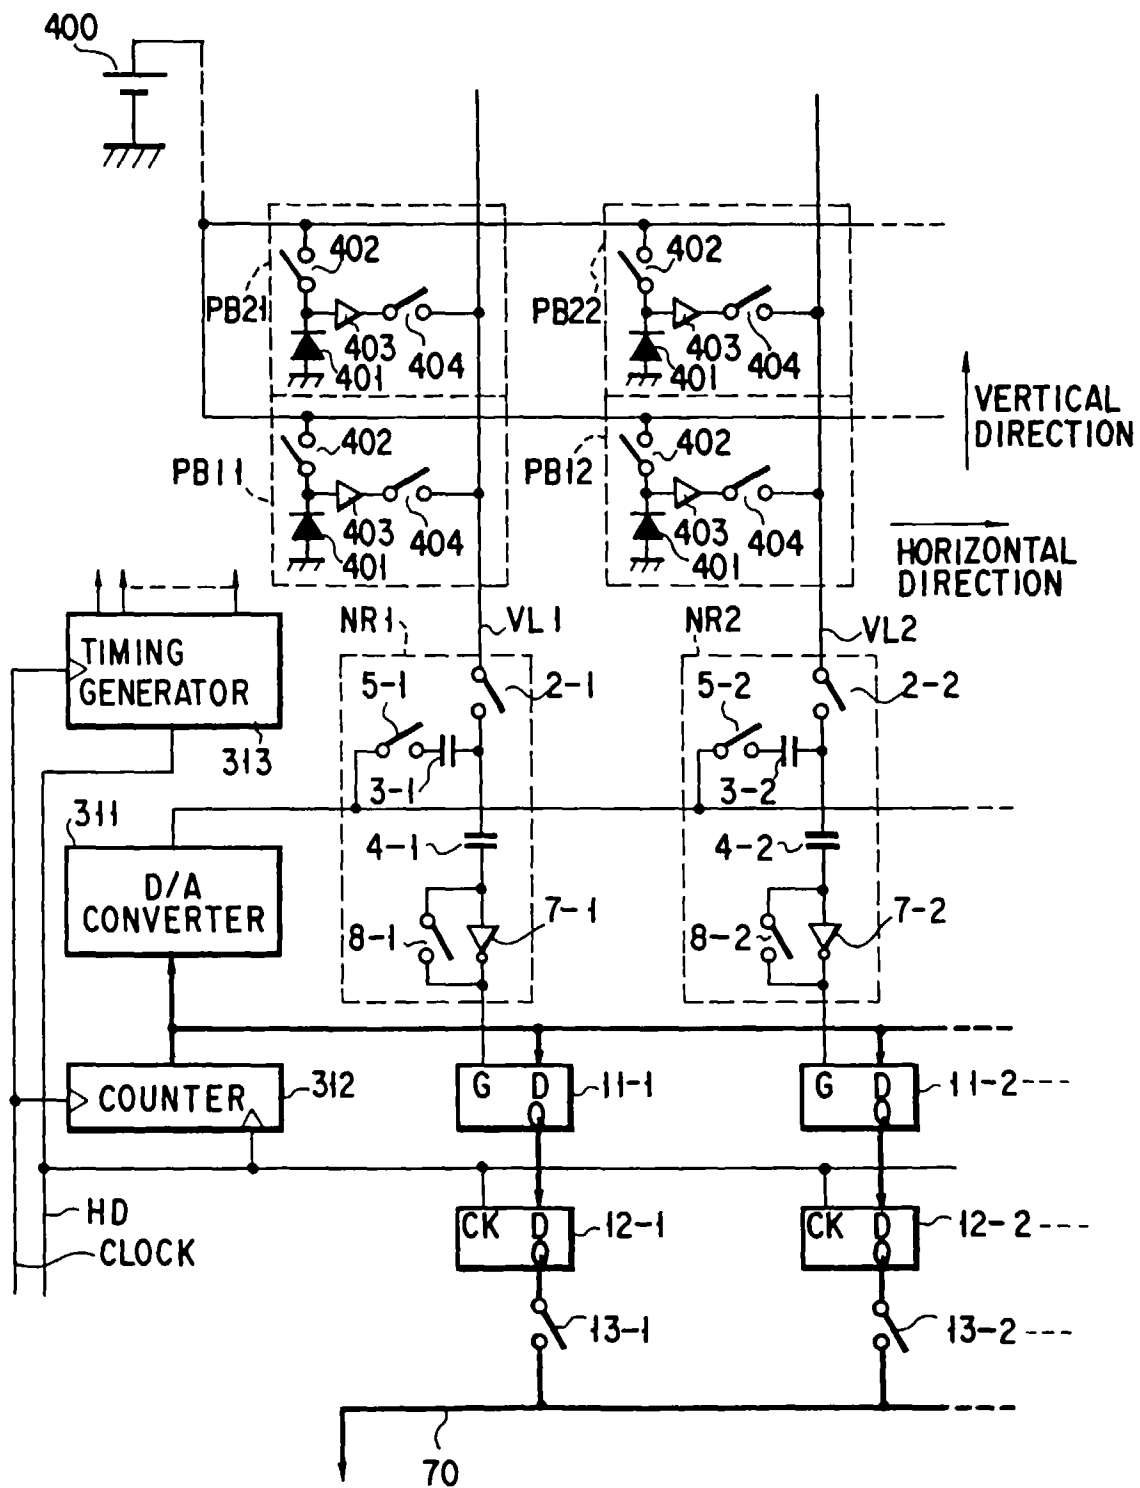 400
402
402
PB21
PB22
403
404
401
403
404
401
VERTICAL
DIRECTION
402
402
PB11
PB12
403
404
401
403
404
401
HORIZONTAL
DIRECTION
NR1
VL1
NR2
VL2
TIMING
GENERATOR
313
5-1
2-1
5-2
2-2
3-1
3-2
311
D/A
CONVERTER
4-1
4-2
8-1
7-1
8-2
7-2
COUNTER
312
G D
Q
11-1
G D
Q
11-2
HD
CLOCK
CK D
Q
12-1
CK D
Q
12-2
13-1
13-2
70